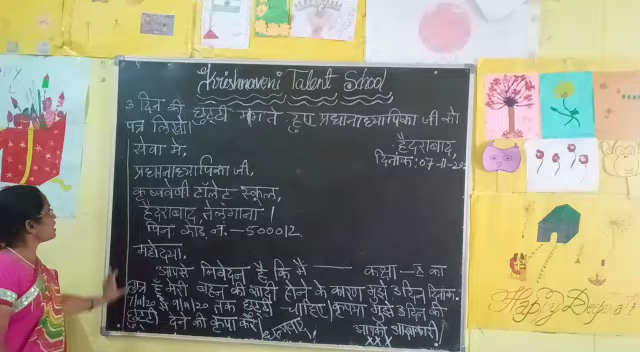 Krishnaveni Talent School
3 दिन की छुट्टी मांगते हुए प्रधानाध्यापिका जी को
पत्र लिखो।
हैदराबाद,
दिनांक: 07-11-20
सेवा मे,
प्रधानाध्यापिका जी,
कृष्णवेणी टॉलेंट स्कूल,
हैदराबाद, तेलंगाना।
पिन कोड नं.-500012
महोदया,
आपसे निवेदन है कि मैं —— कक्षा-8 का
छात्र हूँ मेरी बहन की शादी होने के कारण मुझे 3 दिन दिनांक.
7/11/20 से 9/11/20 तक छुट्टी चाहिए। कृपया मुझे 3 दिन की
छुट्टी देने की कृपा करें।
धन्यवाद, आपकी आज्ञाकारी।
XXX
Happy Deepavali